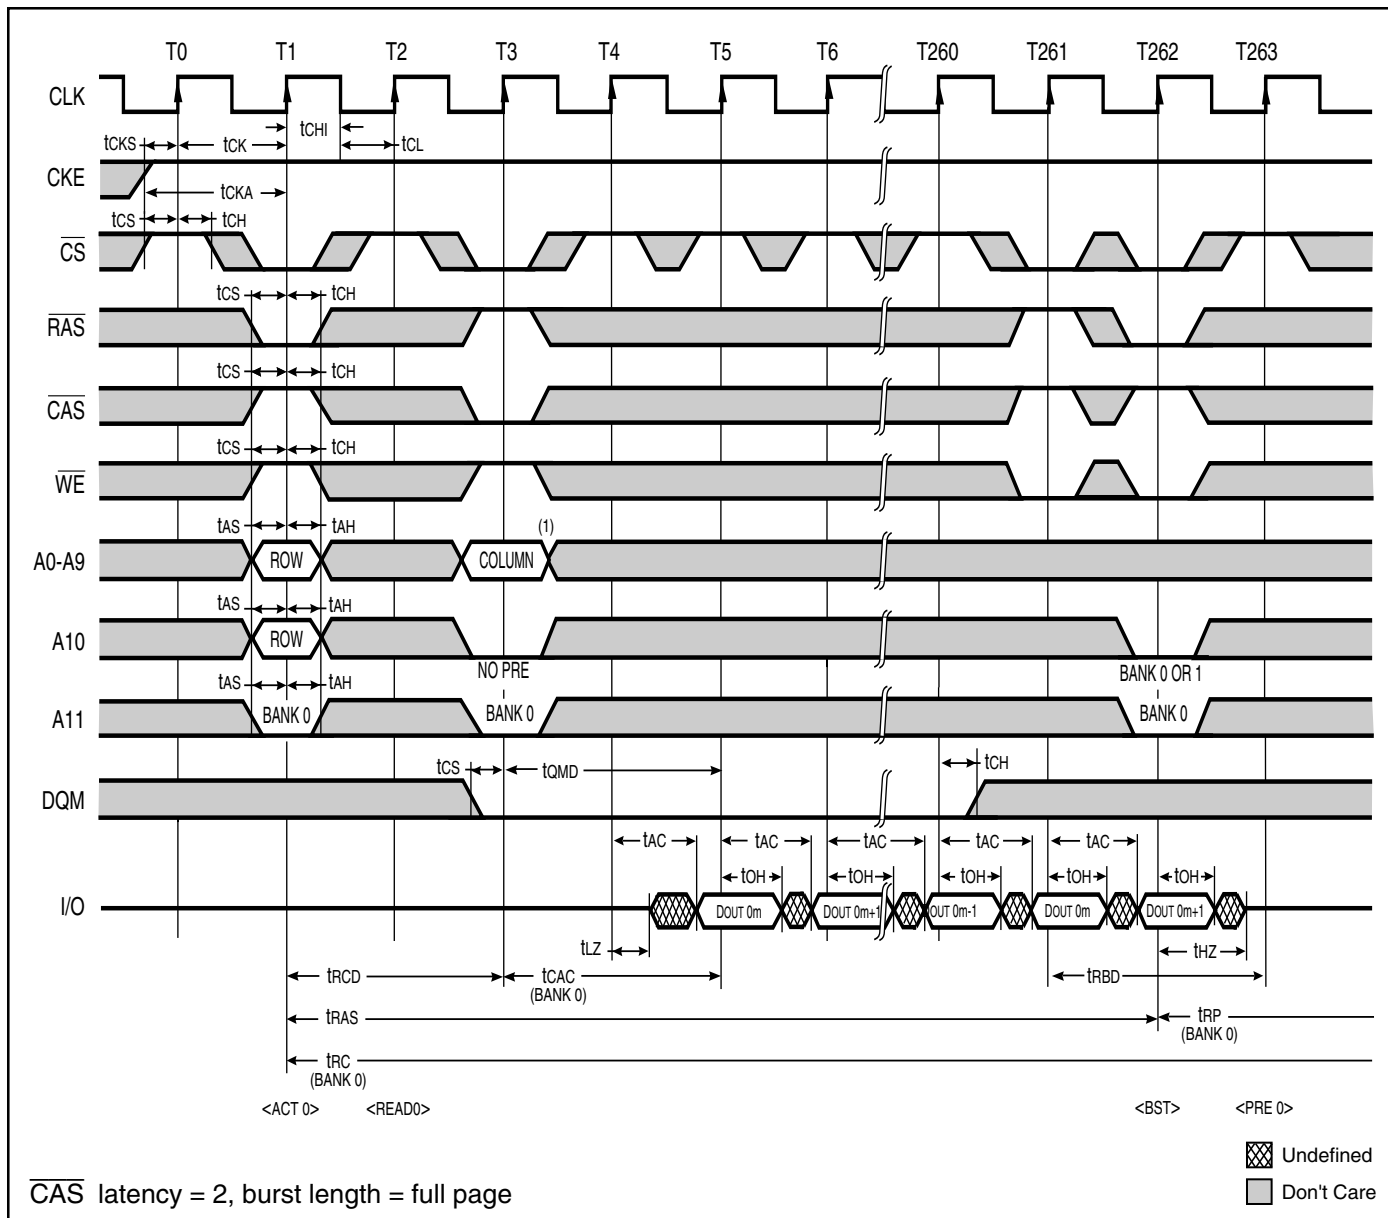 T0 T1 T2 T3 T4 T5 T6 T260 T261 T262 T263
CLK
tCHI
tCKS tCK tCL
CKE
tCKA
tCS tCH
CS
tCS tCH
RAS
tCS tCH
CAS
tCS tCH
WE
tAS tAH (1)
A0-A9 ROW COLUMN
tAS tAH
A10 ROW
NO PRE BANK 0 OR 1
tAS tAH
A11 BANK 0 BANK 0 BANK 0
tCS tQMD tCH
DQM
tAC tAC tAC tAC tAC
tOH tOH tOH tOH tOH
I/O DOUT 0m DOUT 0m+1 OUT 0m-1 DOUT 0m DOUT 0m+1
tLZ tHZ
tRCD tCAC tRBD
(BANK 0)
tRAS tRP
(BANK 0)
tRC
(BANK 0)
<ACT 0> <READ0> <BST> <PRE 0>
Undefined
CAS latency = 2, burst length = full page
Don't Care